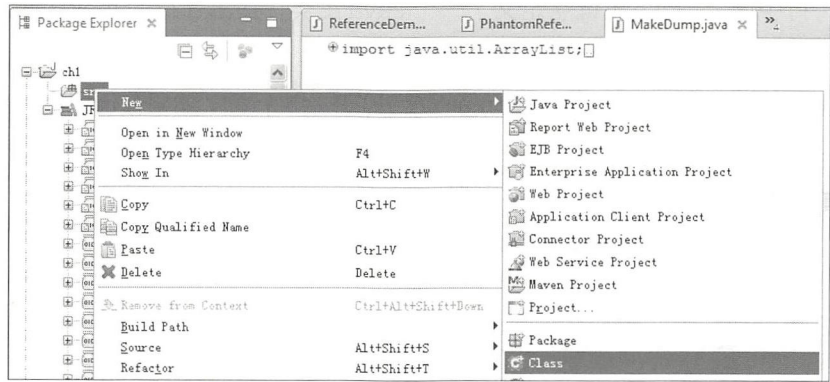 Package Explorer
ReferenceDem...
PhantomRefe...
MakeDump.java
import java.util.ArrayList;
ch1
New
Open in New Window
Open Type Hierarchy F4
Show In Alt+Shift+W
Copy Ctrl+C
Copy Qualified Name
Paste Ctrl+V
Delete Delete
Remove from Context Ctrl+Alt+Shift+Down
Build Path
Source Alt+Shift+S
Refactor Alt+Shift+T
Java Project
Report Web Project
EJB Project
Enterprise Application Project
Web Project
Application Client Project
Connector Project
Web Service Project
Maven Project
Project...
Package
Class